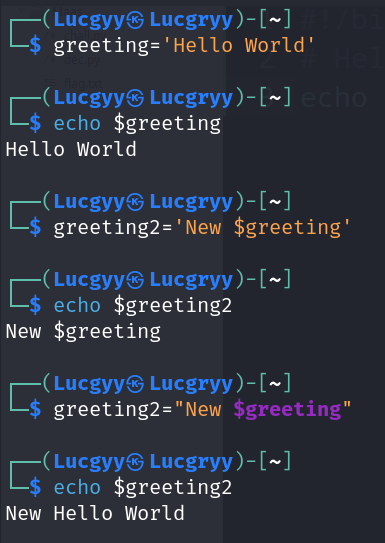 ┌──(Lucgyy㉿Lucgryy)-[~]
└─$ greeting='Hello World'
┌──(Lucgyy㉿Lucgryy)-[~]
└─$ echo $greeting
Hello World
┌──(Lucgyy㉿Lucgryy)-[~]
└─$ greeting2='New $greeting'
┌──(Lucgyy㉿Lucgryy)-[~]
└─$ echo $greeting2
New $greeting
┌──(Lucgyy㉿Lucgryy)-[~]
└─$ greeting2="New $greeting"
┌──(Lucgyy㉿Lucgryy)-[~]
└─$ echo $greeting2
New Hello World
echo